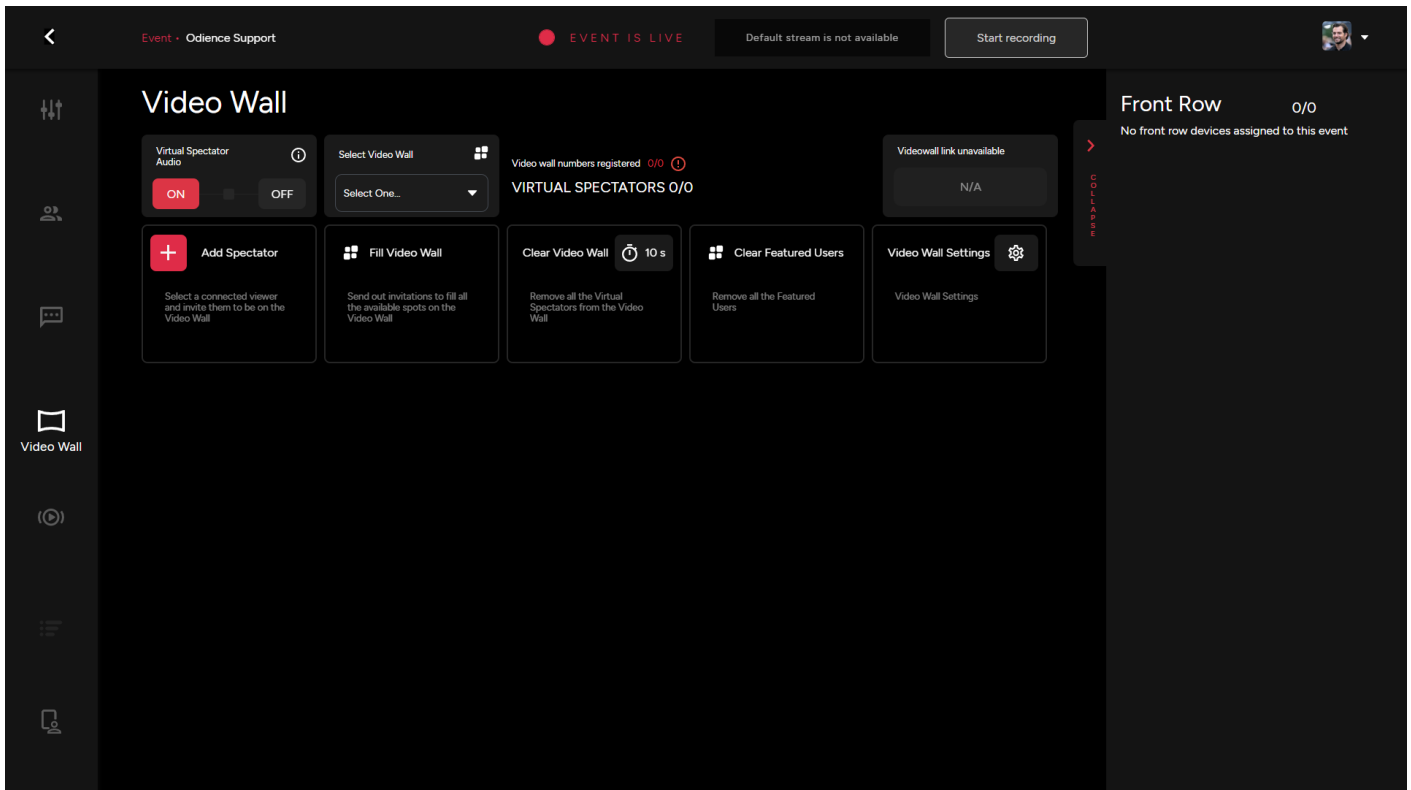 Event • Odience Support
EVENT IS LIVE
Default stream is not available
Start recording
Video Wall
Virtual Spectator
Audio
ON
OFF
Select Video Wall
Select One...
Video wall numbers registered 0/0
VIRTUAL SPECTATORS 0/0
Videowall link unavailable
N/A
COLLAPSE
Front Row 0/0
No front row devices assigned to this event
Add Spectator
Select a connected viewer
and invite them to be on the
Video Wall
Fill Video Wall
Send out invitations to fill all
the available spots on the
Video Wall
Clear Video Wall
10 s
Remove all the Virtual
Spectators from the Video
Wall
Clear Featured Users
Remove all the Featured
Users
Video Wall Settings
Video Wall Settings
Video Wall